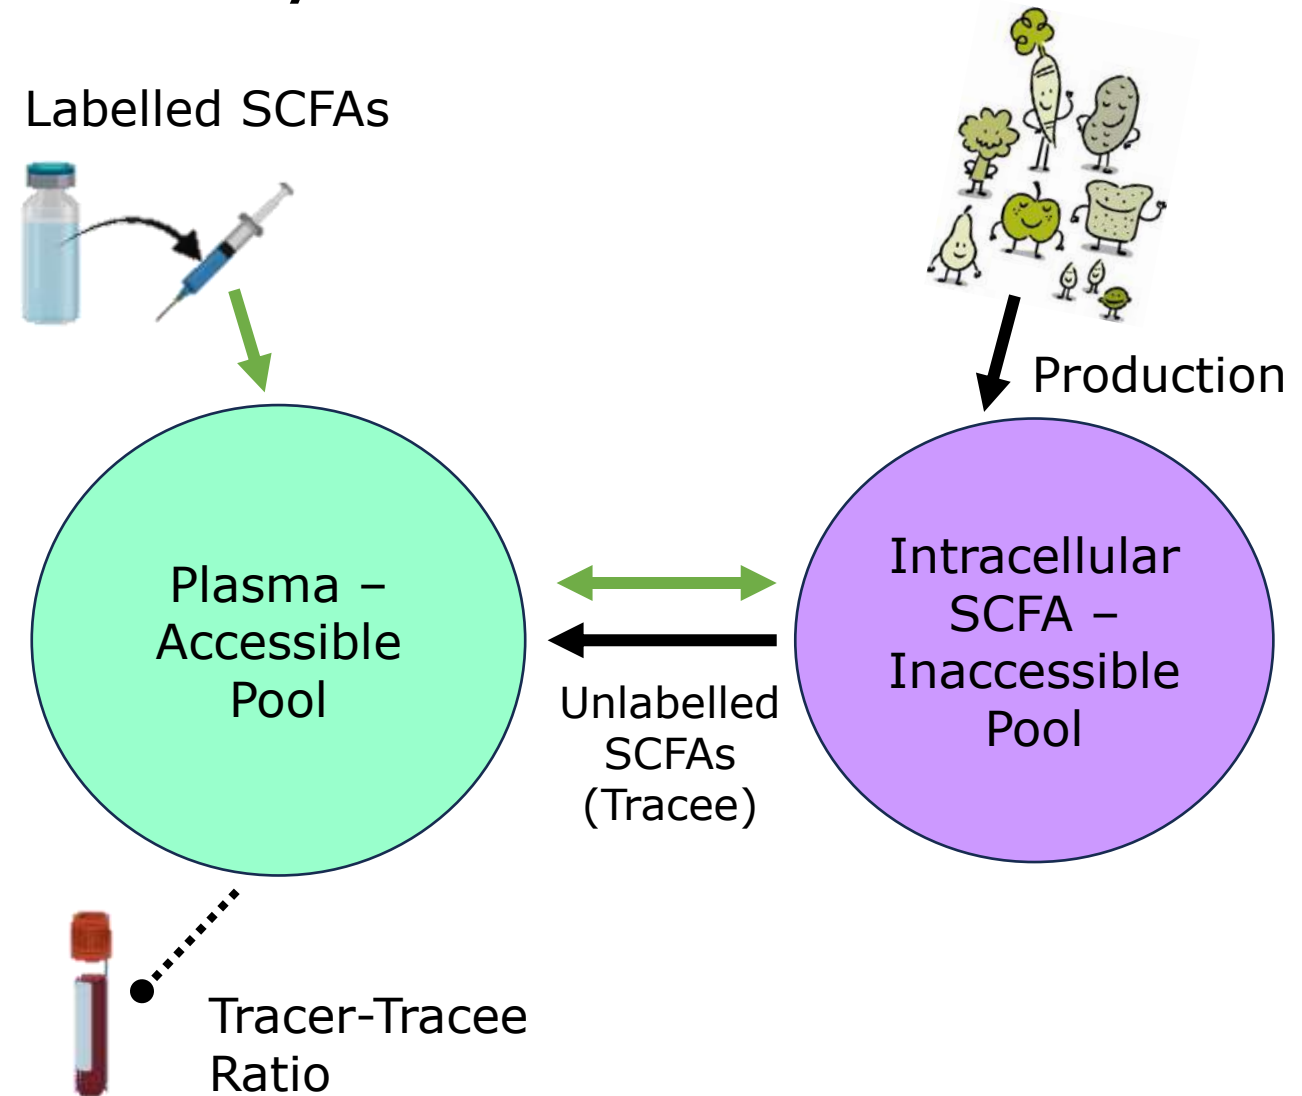 Labelled SCFAs
Production
Plasma –
Accessible
Pool
Intracellular
SCFA –
Inaccessible
Pool
Unlabelled
SCFAs
(Tracee)
Tracer-Tracee
Ratio